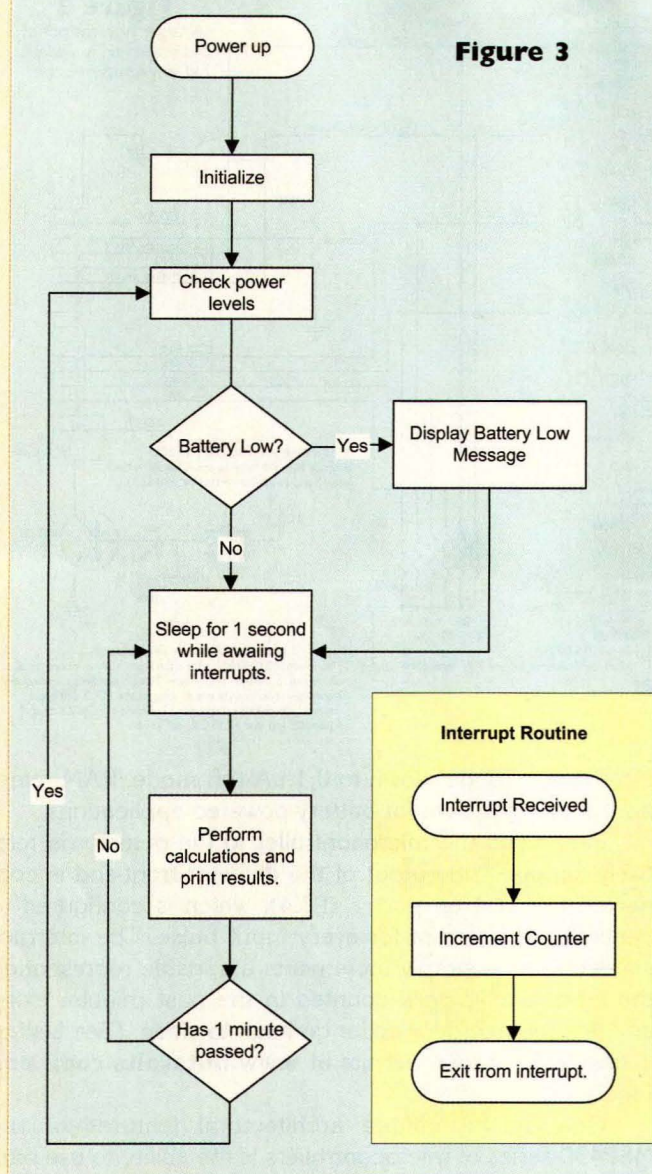 Figure 3
Power up
Initialize
Check power
levels
Battery Low?
Yes
Display Battery Low
Message
No
Sleep for 1 second
while awaiing
interrupts.
Yes
No
Perform
calculations and
print results.
Has 1 minute
passed?
Interrupt Routine
Interrupt Received
Increment Counter
Exit from interrupt.